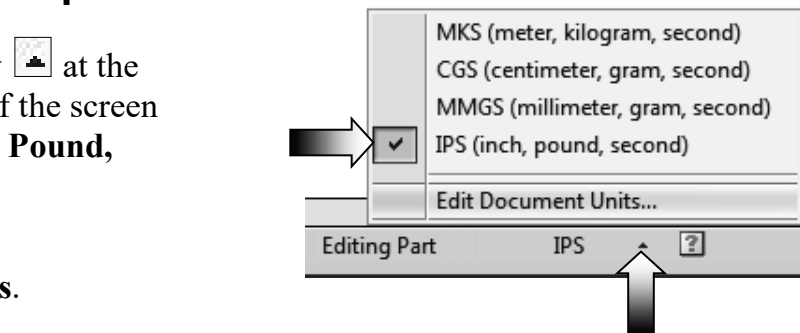 at the
MKS (meter, kilogram, second)
CGS (centimeter, gram, second)
f the screen
MMGS (millimeter, gram, second)
Pound,
IPS (inch, pound, second)
Edit Document Units...
Editing Part IPS ?
s.